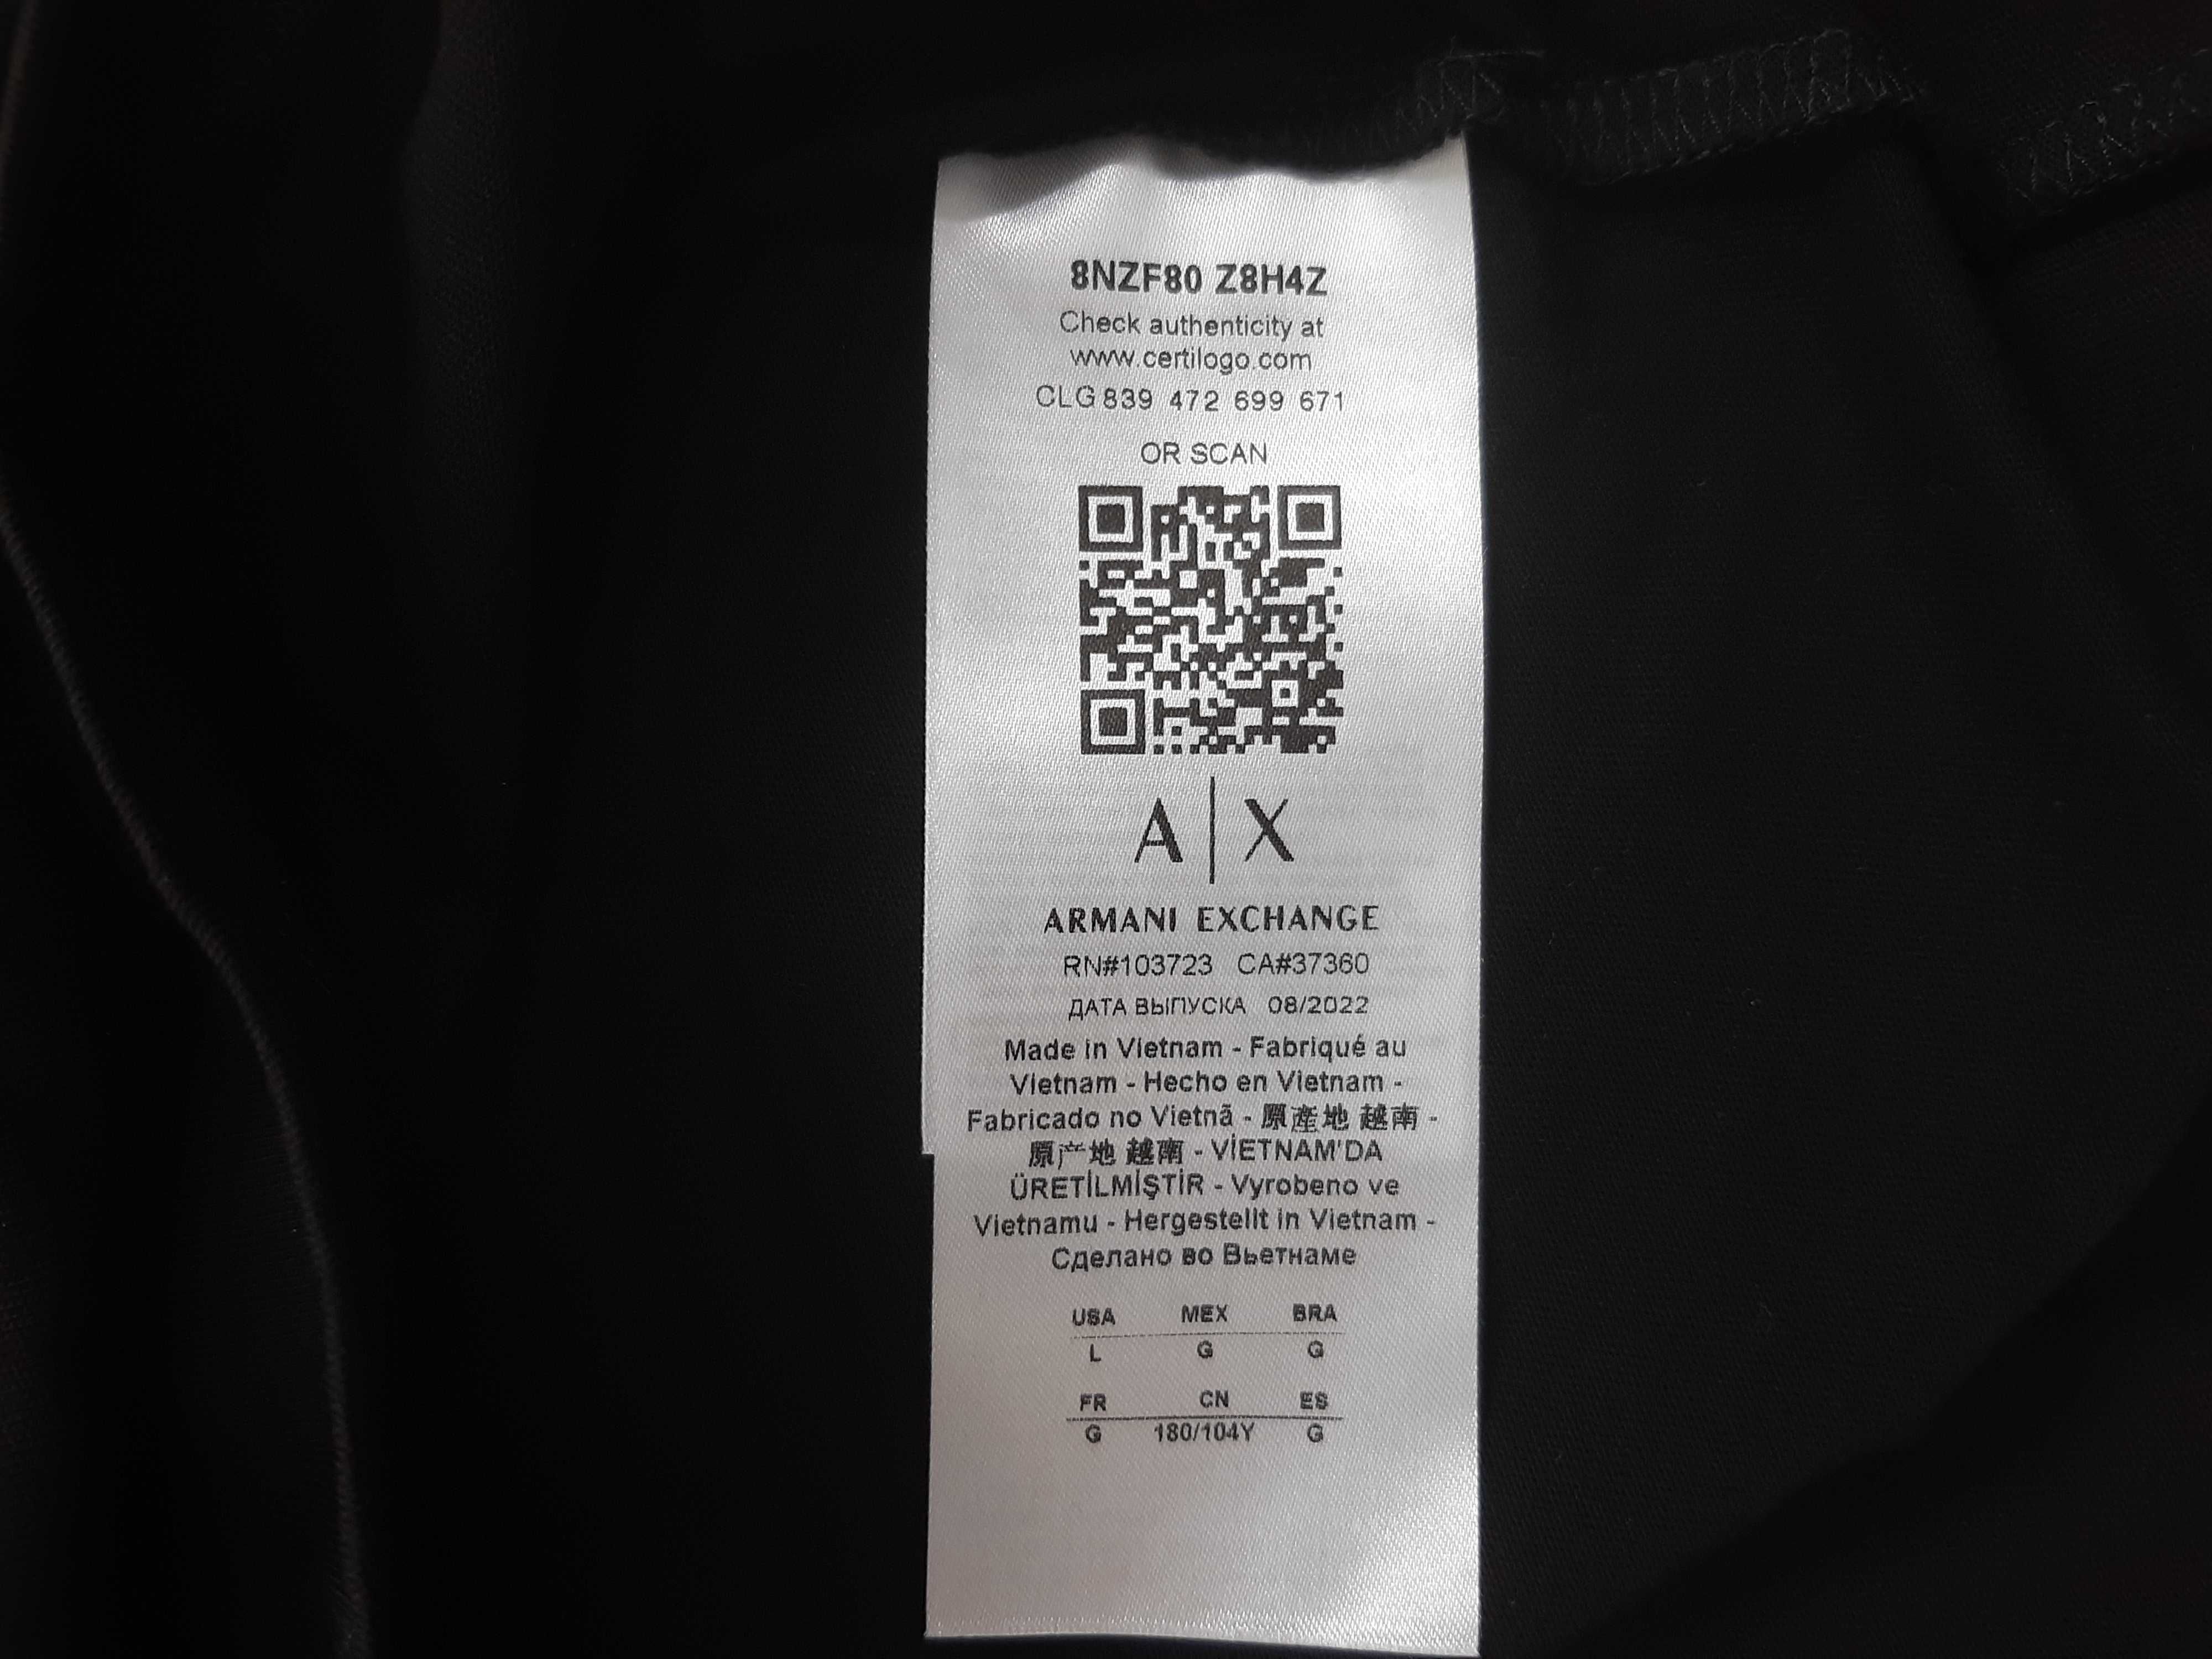 8NZF80 Z8H4Z
Check authenticity at
www.certilogo.com
CLG 839 472 699 671
OR SCAN
A|X
ARMANI EXCHANGE
RN#103723 CA#37360
ДАТА ВЫПУСКА 08/2022
Made in Vietnam - Fabriqué au
Vietnam - Hecho en Vietnam -
Fabricado no Vietnã - 原產地 越南 -
原产地 越南 - VİETNAM'DA
ÜRETİLMİŞTİR - Vyrobeno ve
Vietnamu - Hergestellt in Vietnam -
Сделано во Вьетнаме
USA MEX BRA
L G G
FR CN ES
G 180/104Y G